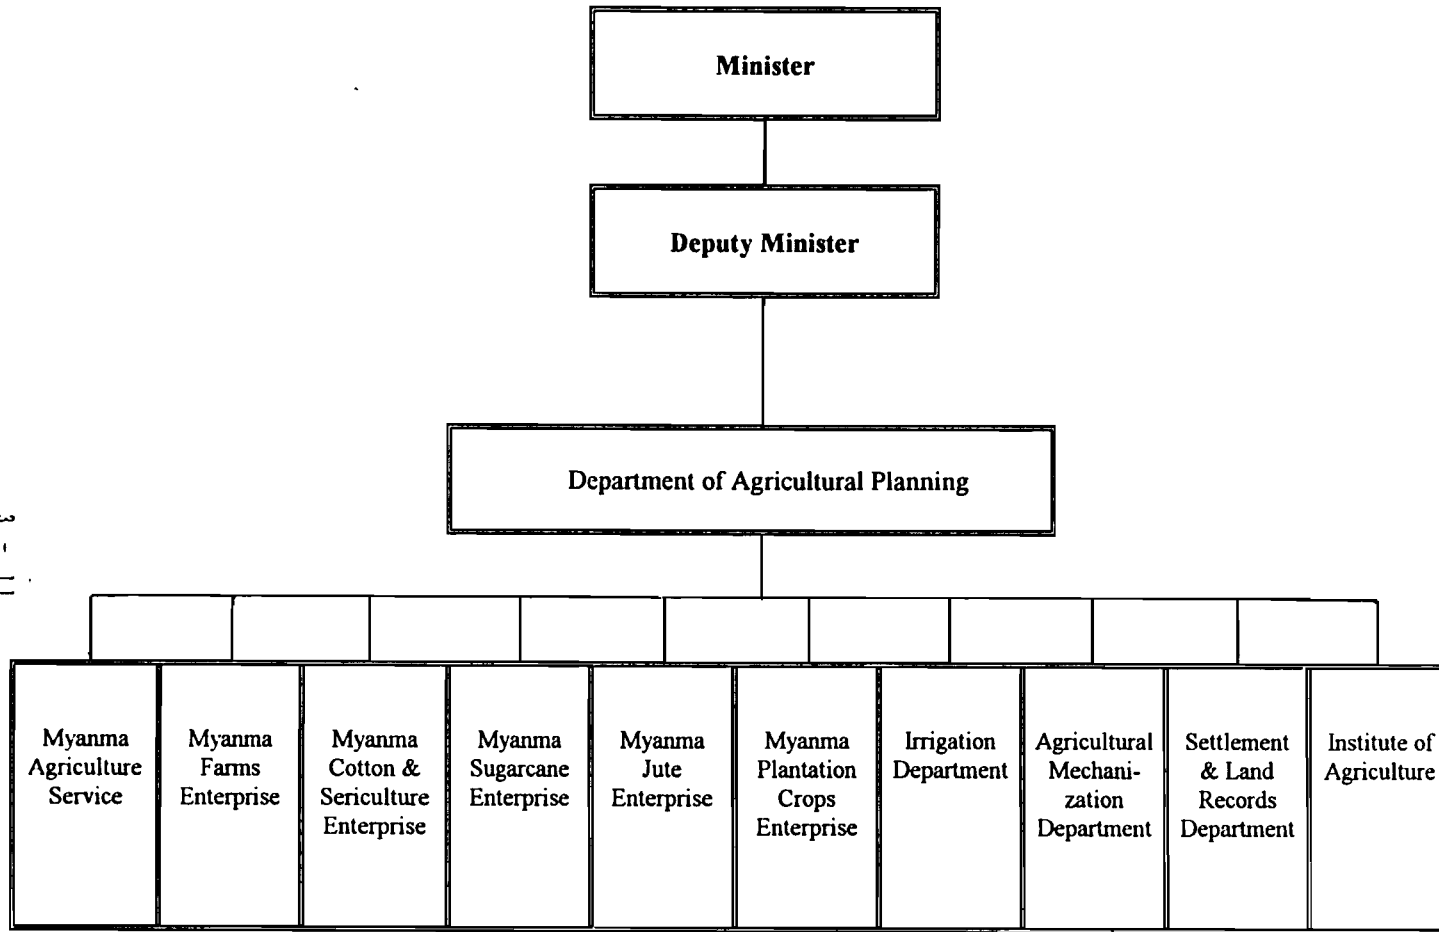 Minister
Deputy Minister
Department of Agricultural Planning
3 - 11
Myanma
Agriculture
Service
Myanma
Farms
Enterprise
Myanma
Cotton &
Sericulture
Enterprise
Myanma
Sugarcane
Enterprise
Myanma
Jute
Enterprise
Myanma
Plantation
Crops
Enterprise
Irrigation
Department
Agricultural
Mechani-
zation
Department
Settlement
& Land
Records
Department
Institute of
Agriculture